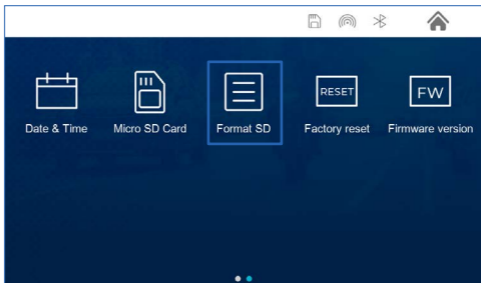 RESET
FW
Date & Time
Micro SD Card
Format SD
Factory reset
Firmware version